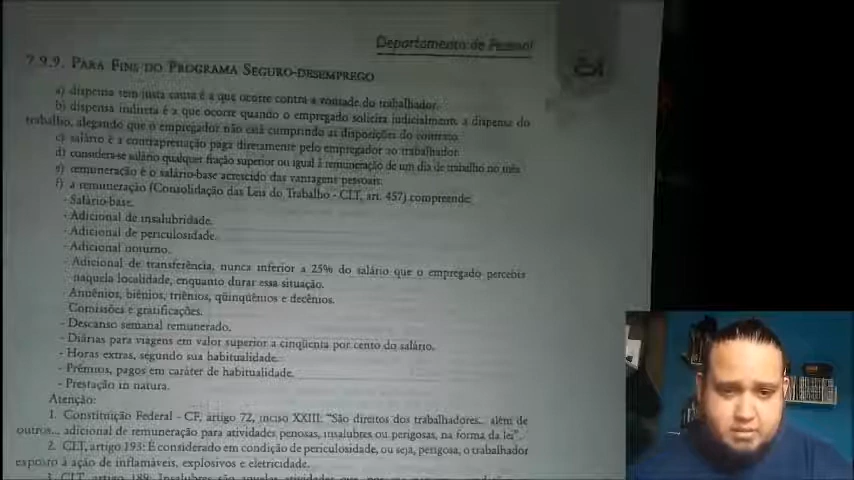 Departamento de Pessoal
7.9.9. PARA FINS DO PROGRAMA SEGURO-DESEMPREGO
a) dispensa sem justa causa é a que ocorre contra a vontade do trabalhador.
b) dispensa indireta é a que ocorre quando o empregado solicita judicialmente a dispensa do
trabalho, alegando que o empregador não está cumprindo as disposições do contrato.
c) salário é a contraprestação paga diretamente pelo empregador ao trabalhador.
d) considera-se salário qualquer fração superior ou igual à remuneração de um dia de trabalho no mês.
e) remuneração é o salário-base acrescido das vantagens pessoais.
f) a remuneração (Consolidação das Leis do Trabalho - CLT, art. 457) compreende:
- Salário-base.
- Adicional de insalubridade.
- Adicional de periculosidade.
- Adicional noturno.
- Adicional de transferência, nunca inferior a 25% do salário que o empregado percebia
naquela localidade, enquanto durar essa situação.
- Anuênios, biênios, triênios, qüinqüênios e decênios.
Comissões e gratificações.
- Descanso semanal remunerado.
- Diárias para viagens em valor superior a cinqüenta por cento do salário.
- Horas extras, segundo sua habitualidade.
- Prêmios, pagos em caráter de habitualidade.
- Prestação in natura.
Atenção:
1. Constituição Federal - CF, artigo 72, inciso XXIII: "São direitos dos trabalhadores... além de
outros... adicional de remuneração para atividades penosas, insalubres ou perigosas, na forma da lei".
2. CLT, artigo 193: É considerado em condição de periculosidade, ou seja, perigosa, o trabalhador
exposto à ação de inflamáveis, explosivos e eletricidade.
3. CLT, artigo 189: Insalubres são aquelas atividades que,